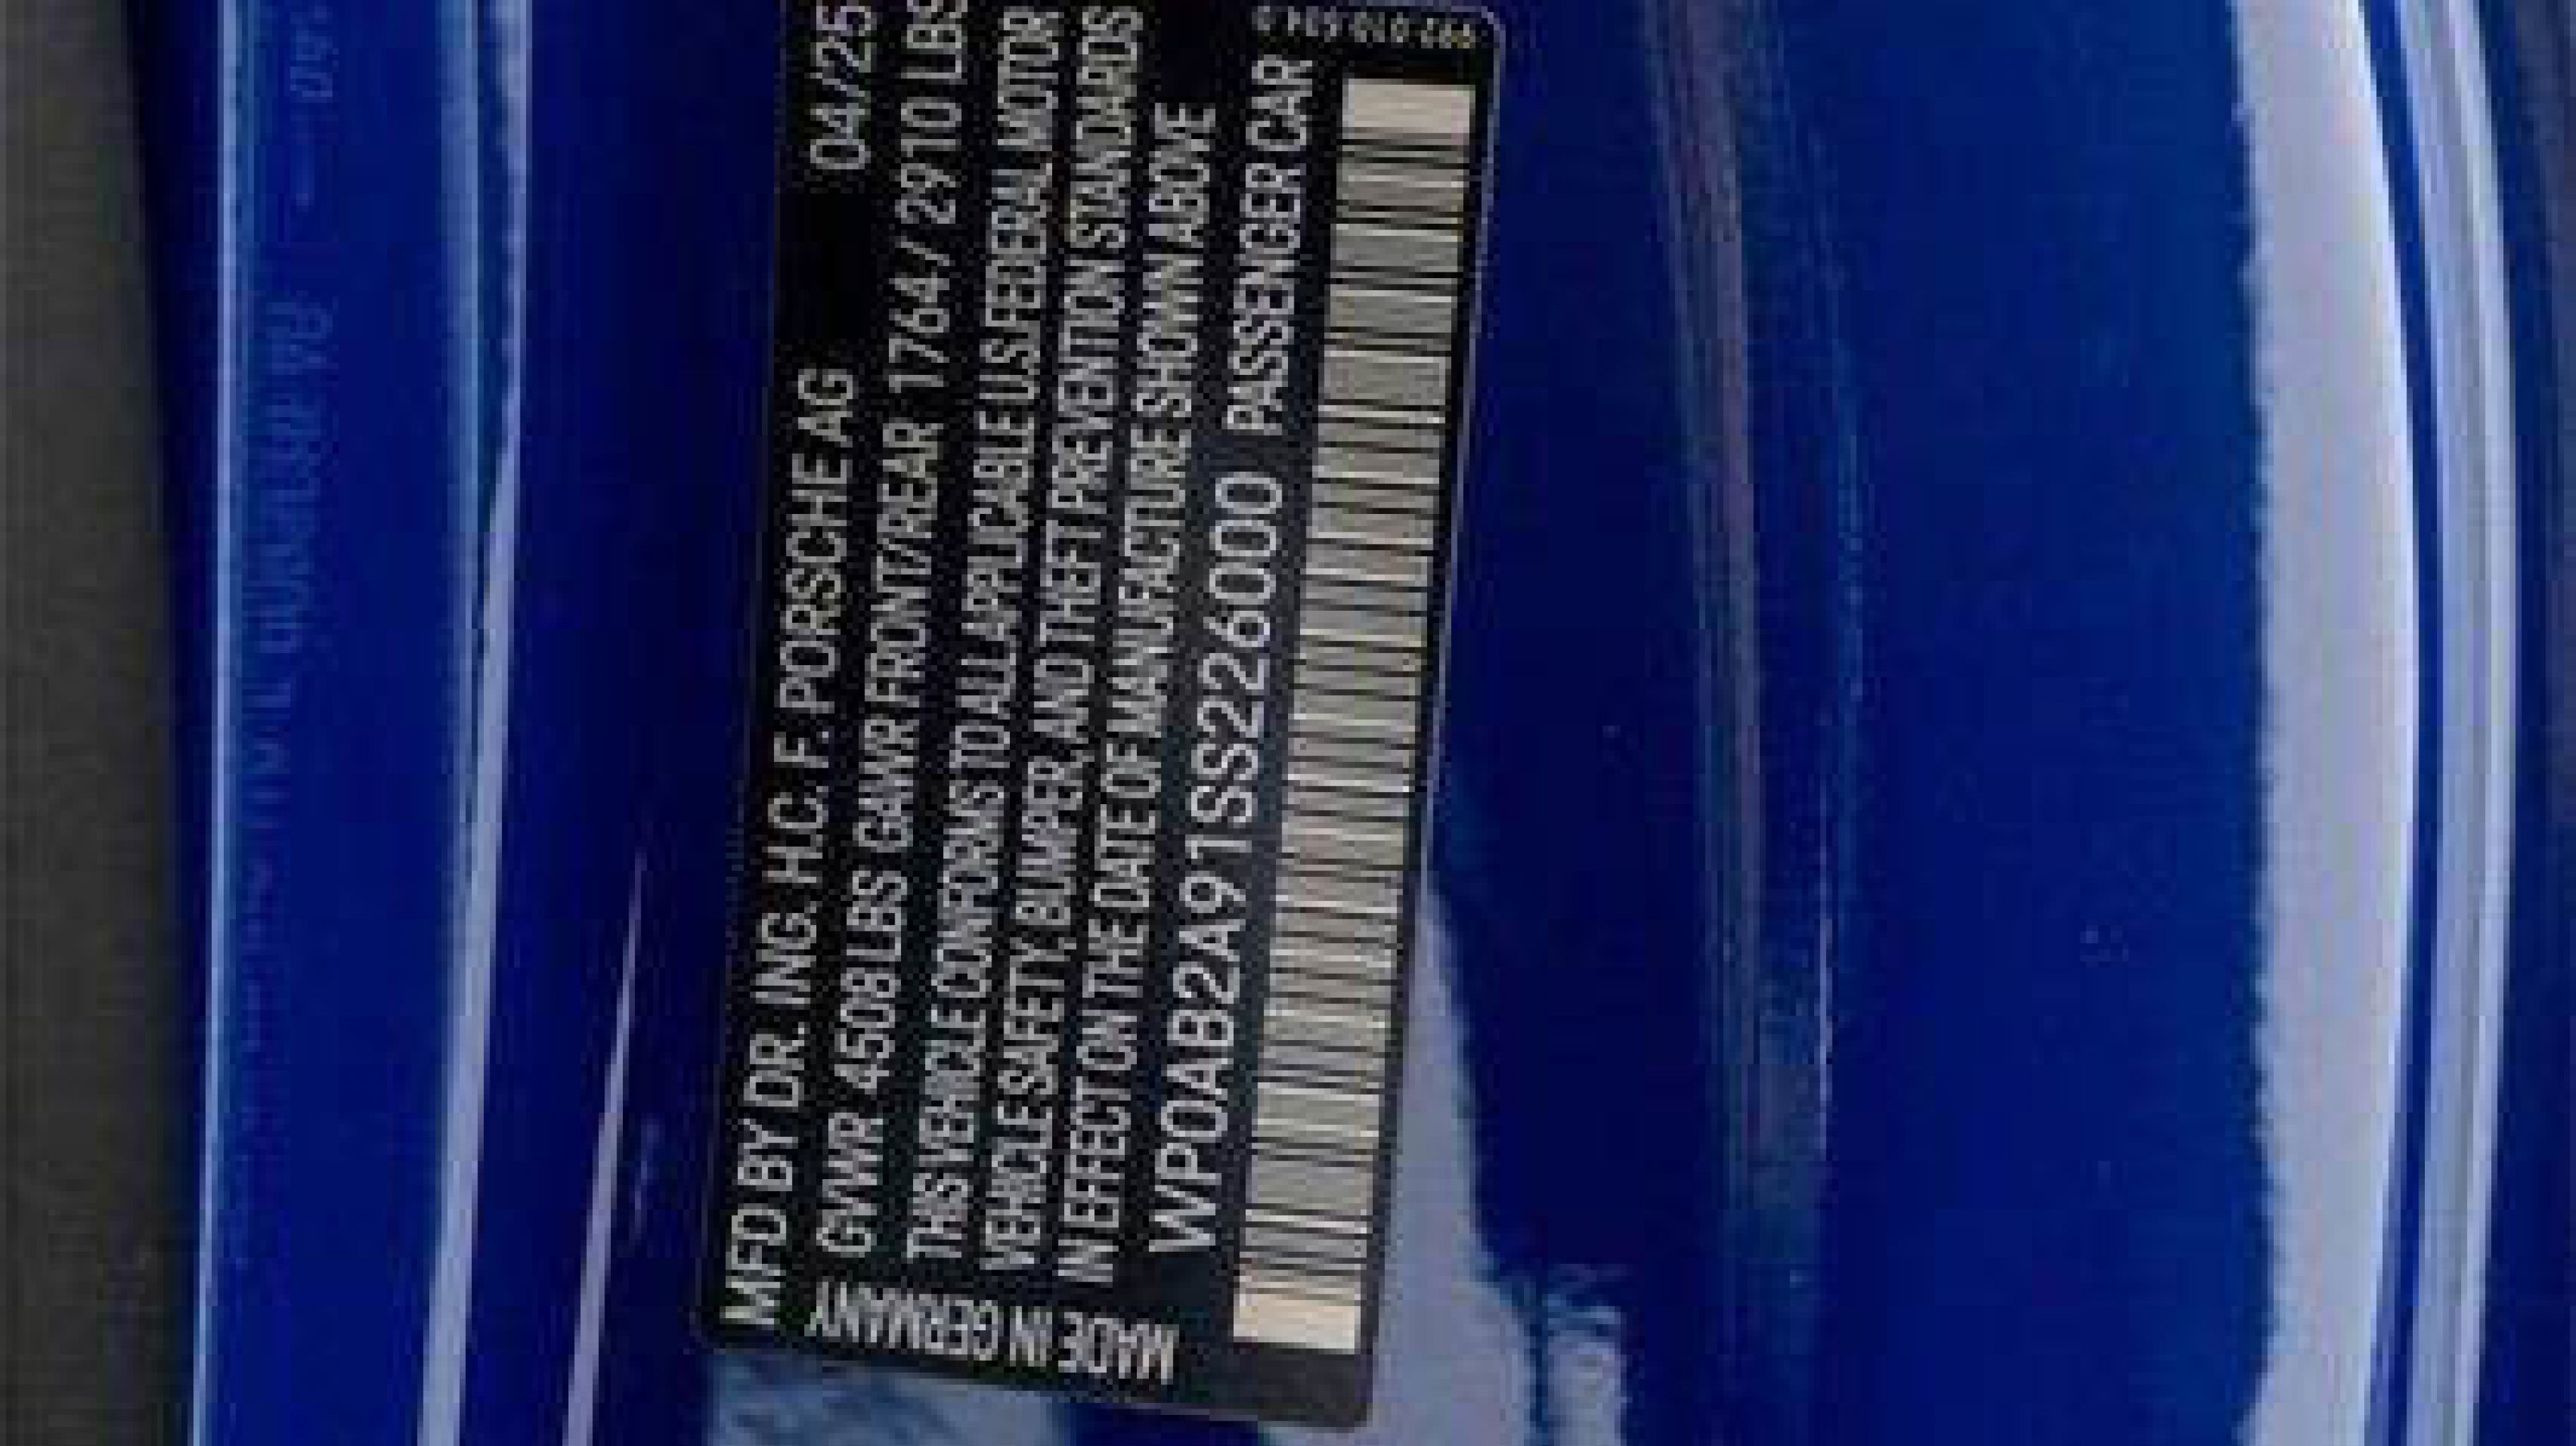 MFD BY DR. ING. H.C. F. PORSCHE AG 04/25
GVWR 4508 LBS GAWR FRONT/REAR 1764 / 2910 LBS
THIS VEHICLE CONFORMS TO ALL APPLICABLE U.S. FEDERAL MOTOR
VEHICLE SAFETY, BUMPER, AND THEFT PREVENTION STANDARDS
IN EFFECT ON THE DATE OF MANUFACTURE SHOWN ABOVE
WP0AB2A91SS226000 PASSENGER CAR
MADE IN GERMANY